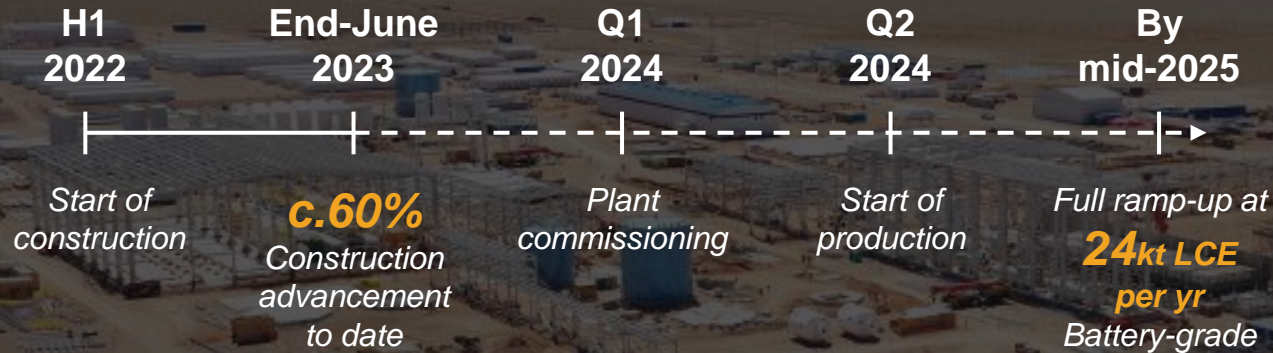 H1
2022
End-June
2023
Q1
2024
Q2
2024
By
mid-2025
Start of
construction
c.60%
Construction
advancement
to date
Plant
commissioning
Start of
production
Full ramp-up at
24kt LCE
per yr
Battery-grade